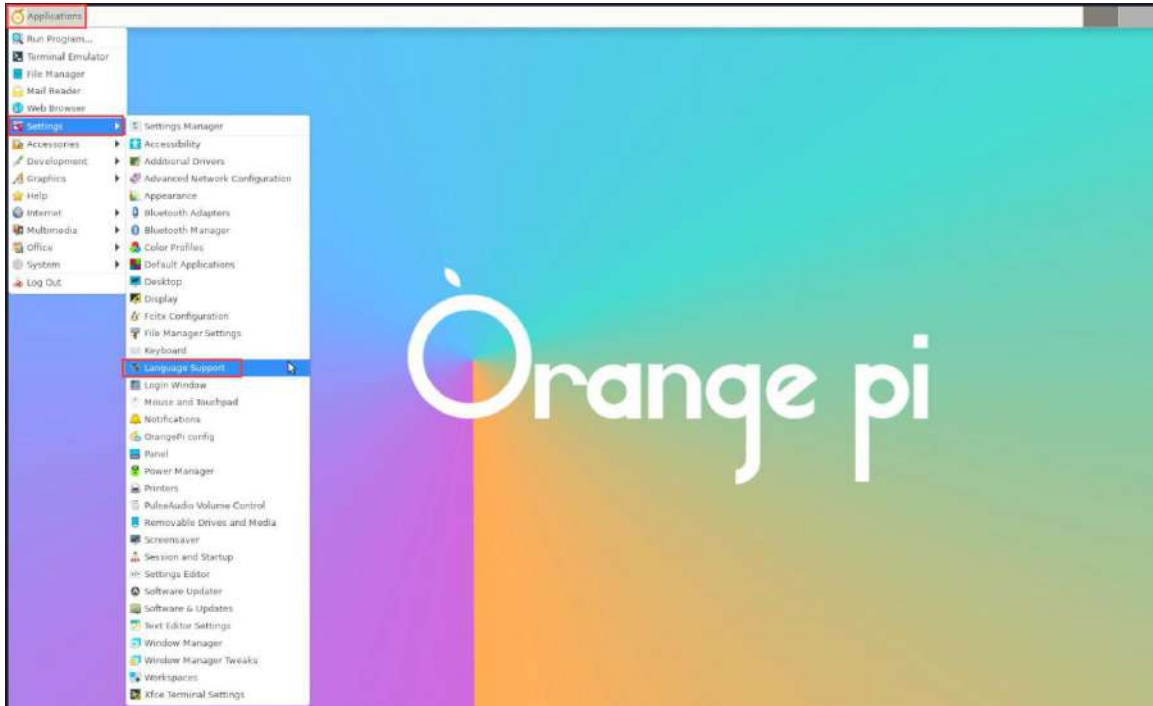 Applications
Run Program...
Terminal Emulator
File Manager
Mail Reader
Web Browser
Settings
Accessories
Development
Graphics
Help
Internet
Multimedia
Office
System
Log Out
Settings Manager
Accessibility
Additional Drivers
Advanced Network Configuration
Appearance
Bluetooth Adapters
Bluetooth Manager
Color Profiles
Default Applications
Desktop
Display
Fcitx Configuration
File Manager Settings
Keyboard
Language Support
Login Window
Mouse and Touchpad
Notifications
OrangePi config
Panel
Power Manager
Printers
PulseAudio Volume Control
Removable Drives and Media
Screensaver
Session and Startup
Settings Editor
Software Updater
Software & Updates
Text Editor Settings
Window Manager
Window Manager Tweaks
Workspaces
Xfce Terminal Settings
Orange pi